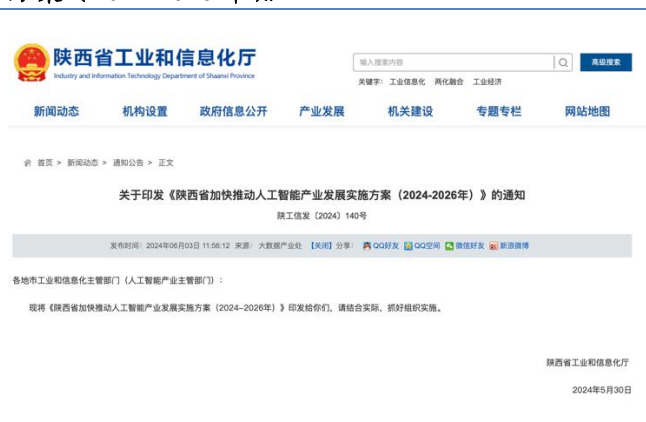 陕西省工业和信息化厅
Industry and Information Technology Department of Shaanxi Province
输入搜索内容
高级搜索
关键字: 工业信息化 两化融合 工业经济
新闻动态 机构设置 政府信息公开 产业发展 机关建设 专题专栏 网站地图
首页 > 新闻动态 > 通知公告 > 正文
关于印发《陕西省加快推动人工智能产业发展实施方案（2024-2026年）》的通知
陕工信发〔2024〕140号
发布时间: 2024年06月03日 11:56:12 来源: 大数据产业处 【关闭】 分享: QQ好友 QQ空间 微信好友 新浪微博
各地市工业和信息化主管部门（人工智能产业主管部门）:
现将《陕西省加快推动人工智能产业发展实施方案（2024–2026年）》印发给你们，请结合实际，抓好组织实施。
陕西省工业和信息化厅
2024年5月30日